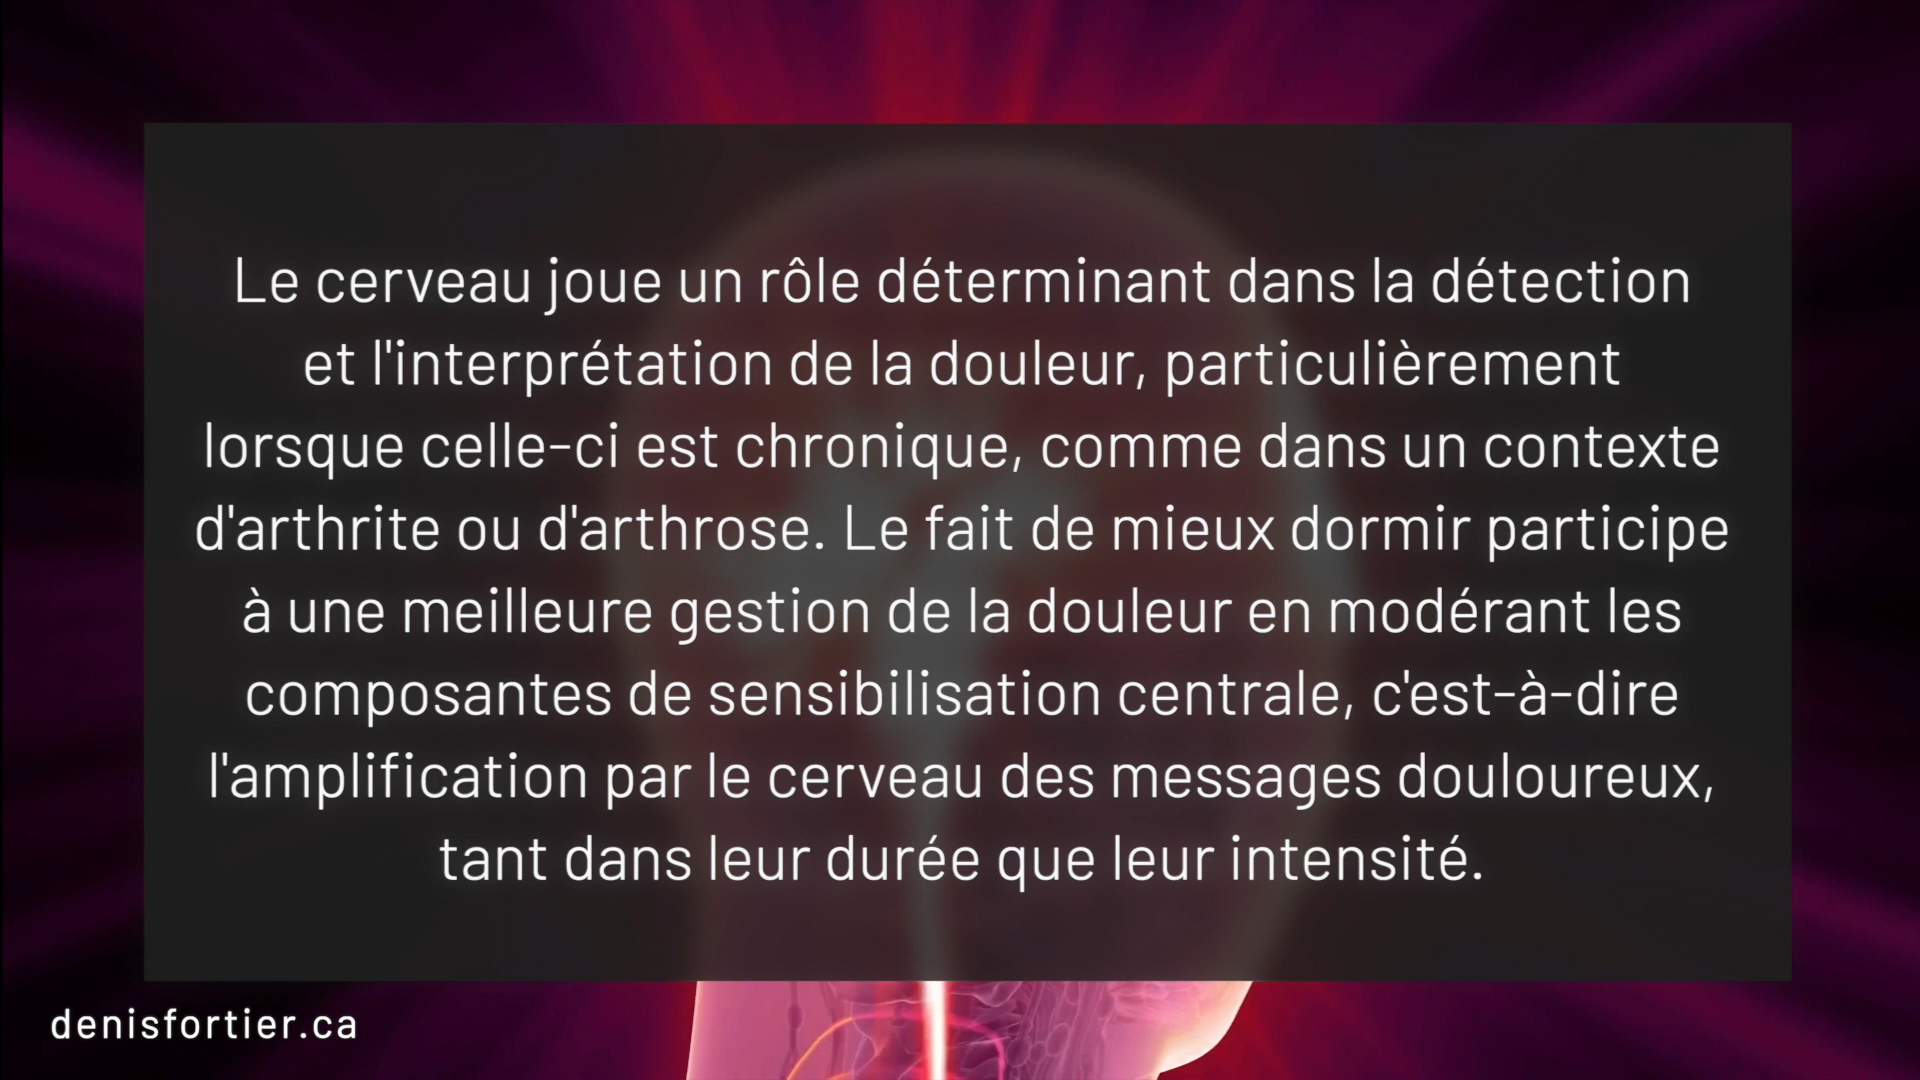 Le cerveau joue un rôle déterminant dans la détection
et l'interprétation de la douleur, particulièrement
lorsque celle-ci est chronique, comme dans un contexte
d'arthrite ou d'arthrose. Le fait de mieux dormir participe
à une meilleure gestion de la douleur en modérant les
composantes de sensibilisation centrale, c'est-à-dire
l'amplification par le cerveau des messages douloureux,
tant dans leur durée que leur intensité.
denisfortier.ca